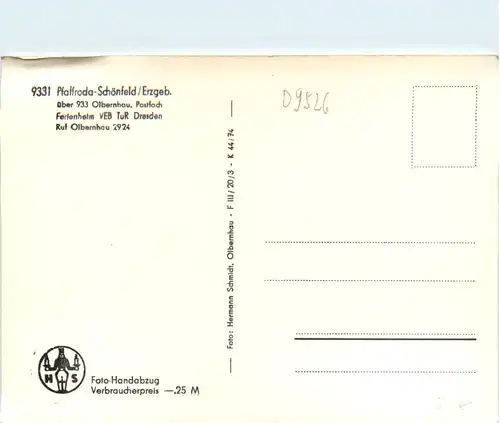 9331 Pfaffroda-Schönfeld/Erzgeb.
über 933 Olbernhau, Postfach
Ferienheim VEB TuR Dresden
Ruf Olbernhau 2924
D9526
Foto: Hermann Schmidt, Olbernhau - F III/20/3 - K 44/74
H S
Foto-Handabzug
Verbraucherpreis —.25 M